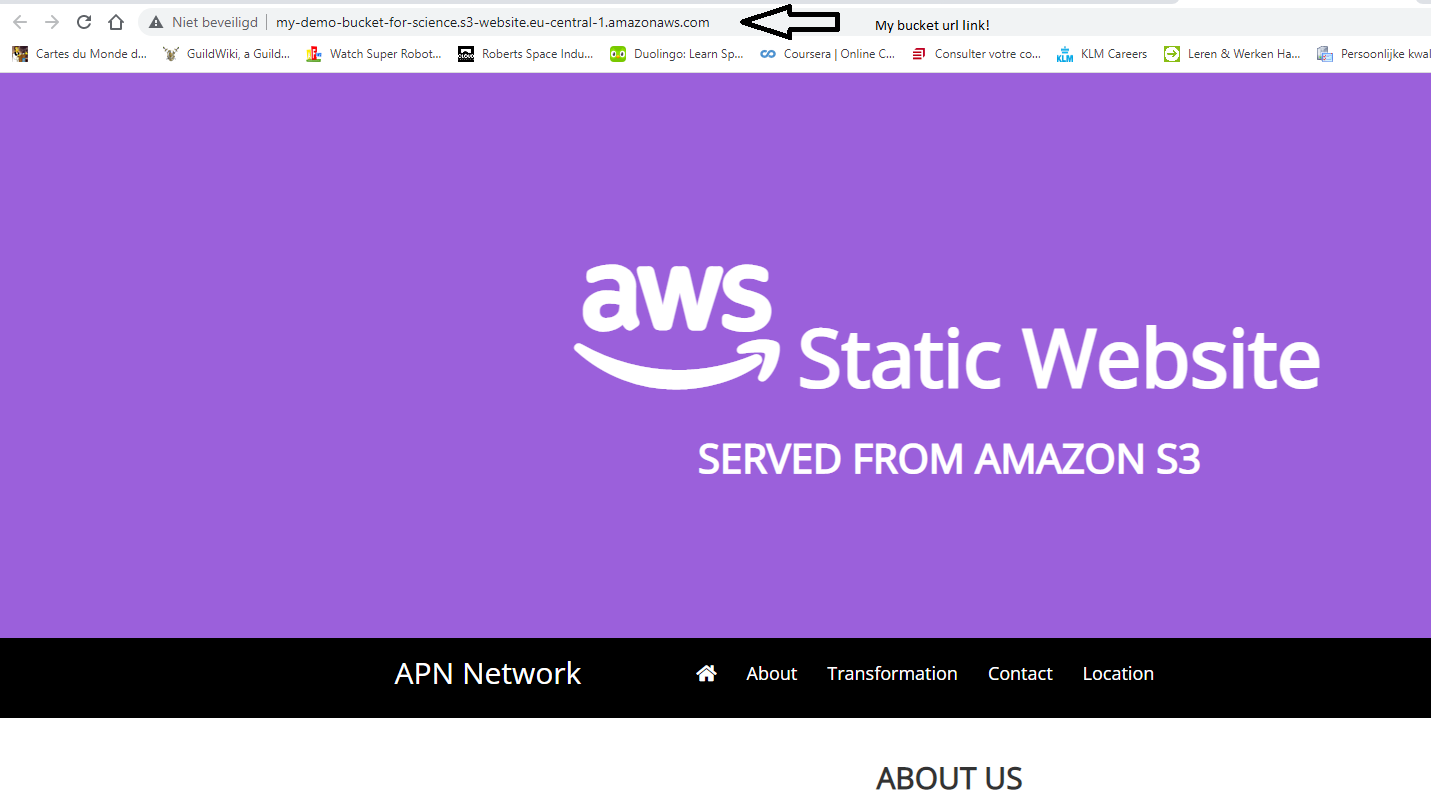 Niet beveiligd my-demo-bucket-for-science.s3-website.eu-central-1.amazonaws.com My bucket url link!
Cartes du Monde d... GuildWiki, a Guild... Watch Super Robot... Roberts Space Indu... Duolingo: Learn Sp... Coursera | Online C... Consulter votre co... KLM KLM Careers Leren & Werken Ha... Persoonlijke kwal
aws Static Website
SERVED FROM AMAZON S3
APN Network About Transformation Contact Location
ABOUT US